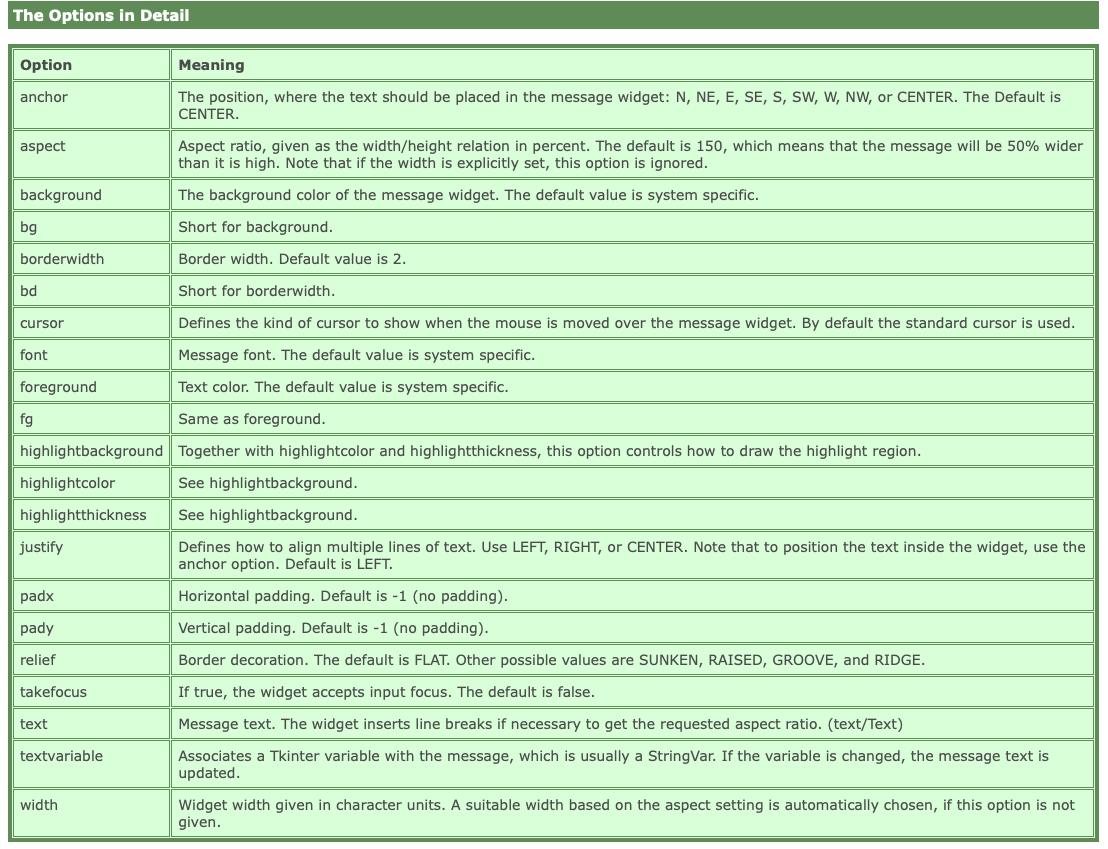 The Options in Detail
Option Meaning
anchor The position, where the text should be placed in the message widget: N, NE, E, SE, S, SW, W, NW, or CENTER. The Default is
CENTER.
aspect Aspect ratio, given as the width/height relation in percent. The default is 150, which means that the message will be 50% wider
than it is high. Note that if the width is explicitly set, this option is ignored.
background The background color of the message widget. The default value is system specific.
bg Short for background.
borderwidth Border width. Default value is 2.
bd Short for borderwidth.
cursor Defines the kind of cursor to show when the mouse is moved over the message widget. By default the standard cursor is used.
font Message font. The default value is system specific.
foreground Text color. The default value is system specific.
fg Same as foreground.
highlightbackground Together with highlightcolor and highlightthickness, this option controls how to draw the highlight region.
highlightcolor See highlightbackground.
highlightthickness See highlightbackground.
justify Defines how to align multiple lines of text. Use LEFT, RIGHT, or CENTER. Note that to position the text inside the widget, use the
anchor option. Default is LEFT.
padx Horizontal padding. Default is -1 (no padding).
pady Vertical padding. Default is -1 (no padding).
relief Border decoration. The default is FLAT. Other possible values are SUNKEN, RAISED, GROOVE, and RIDGE.
takefocus If true, the widget accepts input focus. The default is false.
text Message text. The widget inserts line breaks if necessary to get the requested aspect ratio. (text/Text)
textvariable Associates a Tkinter variable with the message, which is usually a StringVar. If the variable is changed, the message text is
updated.
width Widget width given in character units. A suitable width based on the aspect setting is automatically chosen, if this option is not
given.